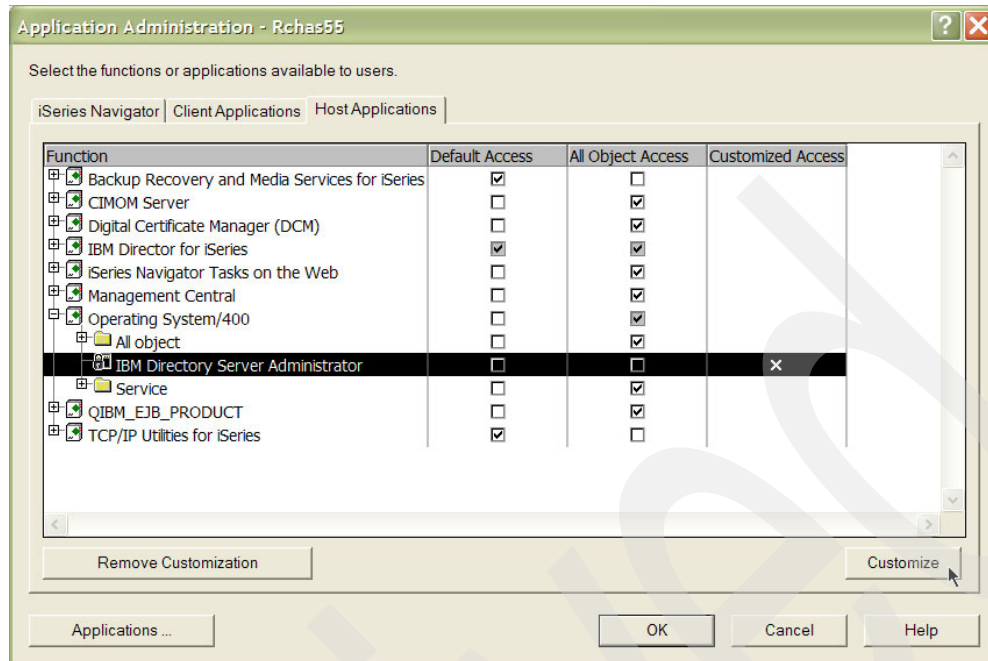 Application Administration - Rchas55
Select the functions or applications available to users.
iSeries Navigator Client Applications Host Applications
Function Default Access All Object Access Customized Access
Backup Recovery and Media Services for iSeries
CIMOM Server
Digital Certificate Manager (DCM)
IBM Director for iSeries
iSeries Navigator Tasks on the Web
Management Central
Operating System/400
All object
IBM Directory Server Administrator
Service
QIBM_EJB_PRODUCT
TCP/IP Utilities for iSeries
Remove Customization Customize
Applications ... OK Cancel Help